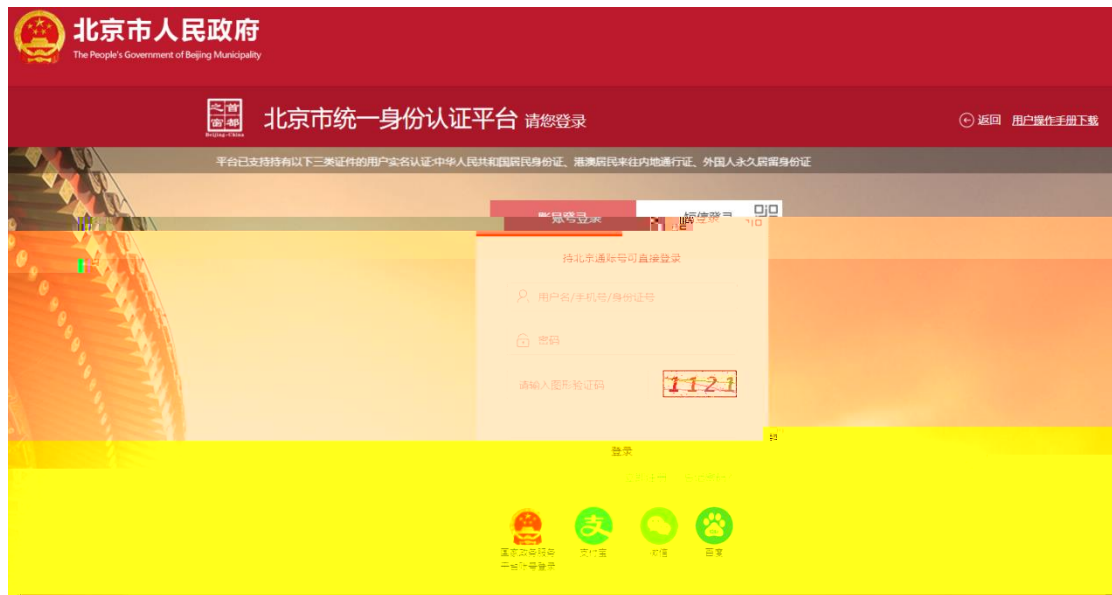 北京市人民政府
The People's Government of Beijing Municipality
首都之窗
Beijing-China
北京市统一身份认证平台 请您登录
返回 用户操作手册下载
平台已支持持有以下三类证件的用户实名认证:中华人民共和国居民身份证、港澳居民来往内地通行证、外国人永久居留身份证
账号登录 短信登录
持北京通账号可直接登录
用户名/手机号/身份证号
密码
请输入图形验证码 1121
登录
国家政务服务 支付宝 微信 百度
平台账号登录